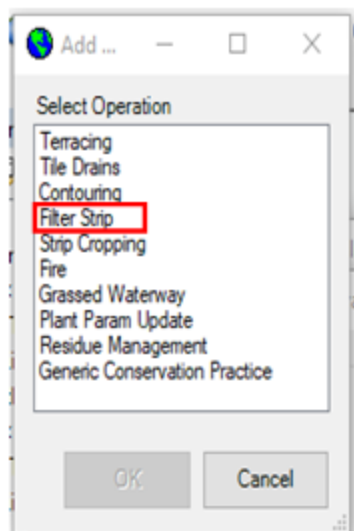 Add ...
Select Operation
Terracing
Tile Drains
Contouring
Filter Strip
Strip Cropping
Fire
Grassed Waterway
Plant Param Update
Residue Management
Generic Conservation Practice
OK
Cancel